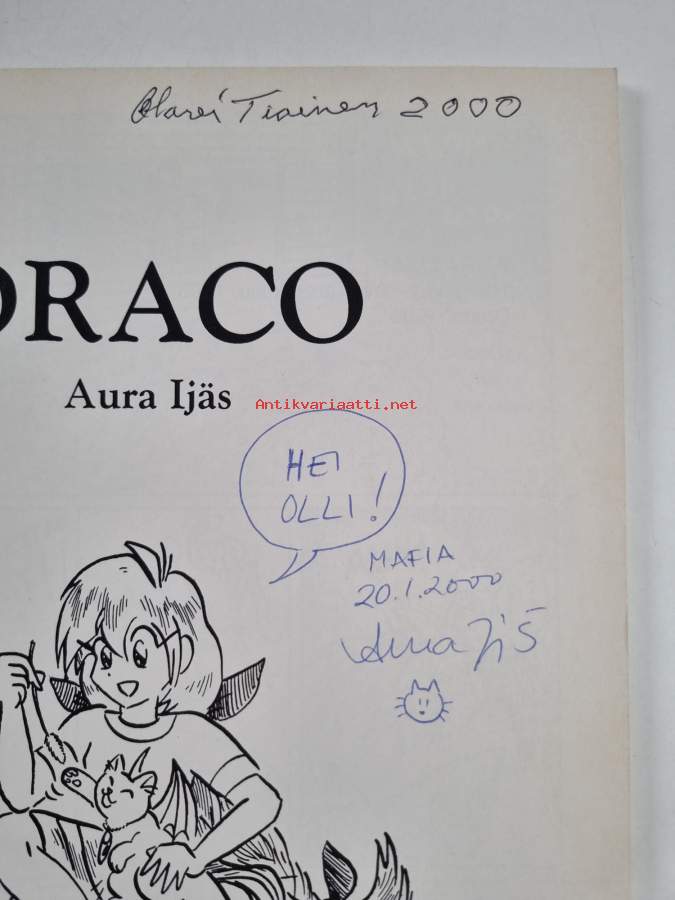 Olavi Tiainen 2000
DRACO
Aura Ijäs
Antikvariaatti.net
HEI
OLLI!
MAFIA
20.1.2000
Aura Ijäs